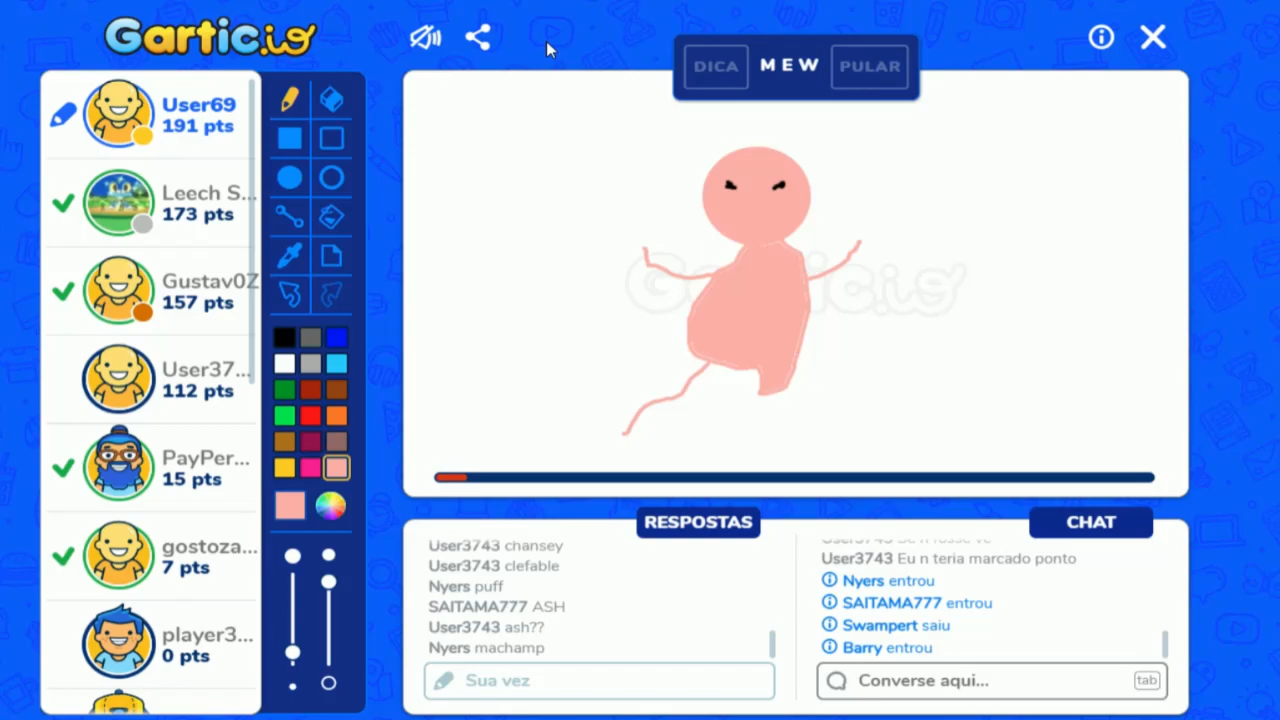 Gartic.io
DICA
MEW
PULAR
User69
191 pts
Leech S...
173 pts
Gustav0Z
157 pts
User37...
112 pts
PayPer...
15 pts
gostoza...
7 pts
player3...
0 pts
Gartic.io
RESPOSTAS
User3743 chansey
User3743 clefable
Nyers puff
SAITAMA777 ASH
User3743 ash??
Nyers machamp
Sua vez
CHAT
User3743 Eu n teria marcado ponto
Nyers entrou
SAITAMA777 entrou
Swampert saiu
Barry entrou
Converse aqui...
tab